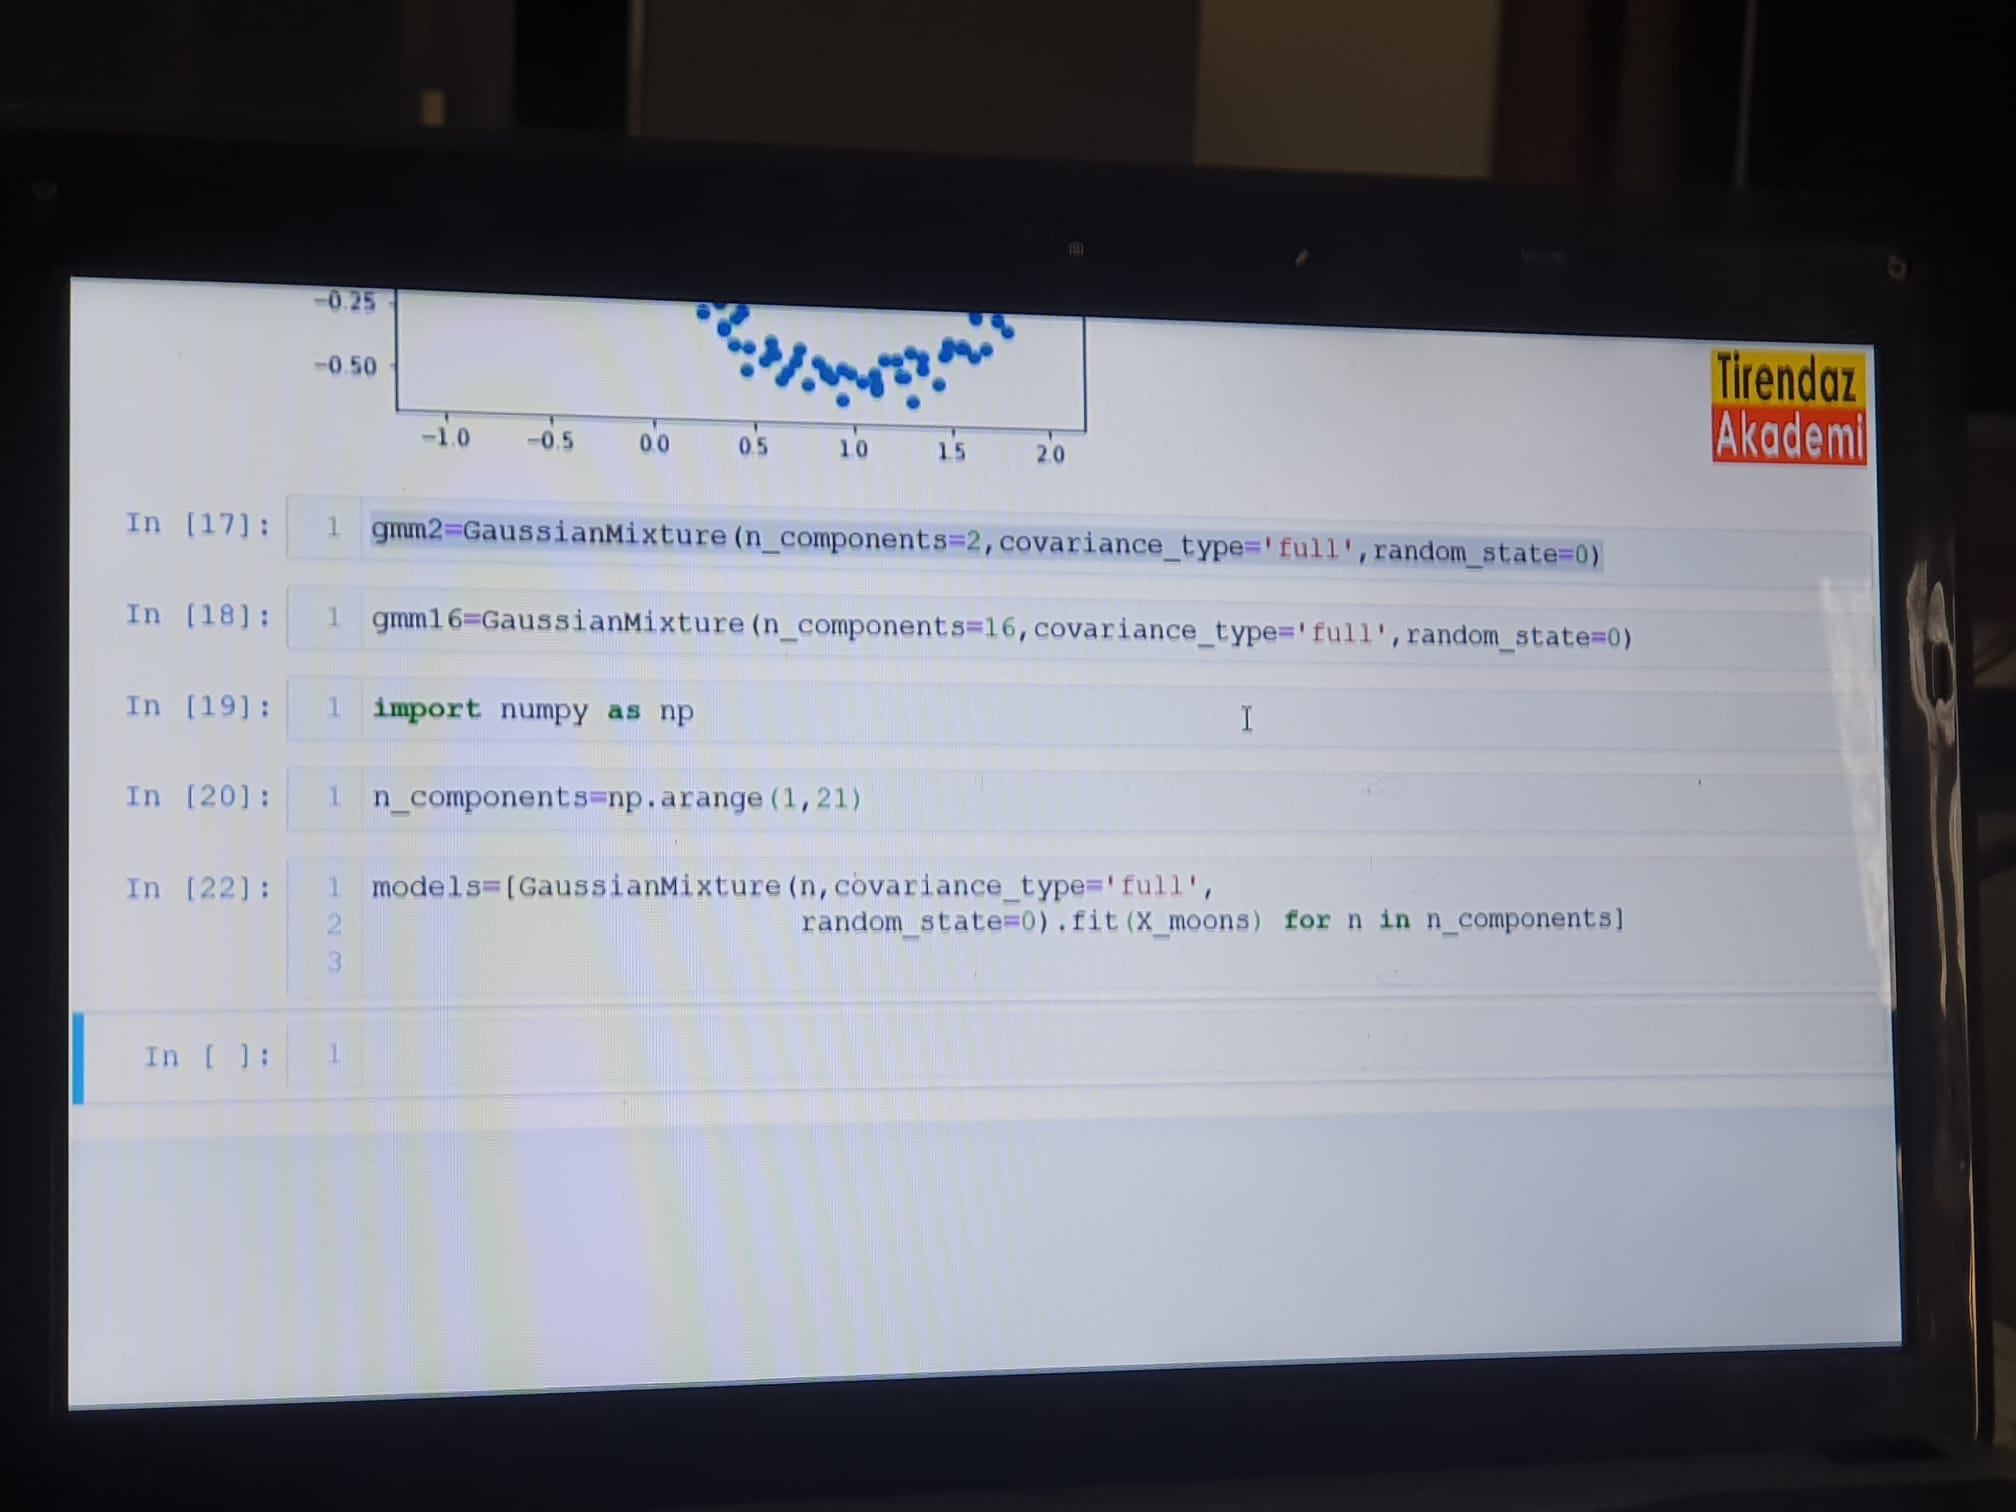 −0.25
−0.50
−1.0 −0.5 0.0 0.5 1.0 1.5 2.0
Tirendaz
Akademi
In [17]: 1 gmm2=GaussianMixture(n_components=2,covariance_type='full',random_state=0)
In [18]: 1 gmm16=GaussianMixture(n_components=16,covariance_type='full',random_state=0)
In [19]: 1 import numpy as np
In [20]: 1 n_components=np.arange(1,21)
In [22]: 1 models=[GaussianMixture(n,covariance_type='full',
2 random_state=0).fit(X_moons) for n in n_components]
3
In [ ]: 1